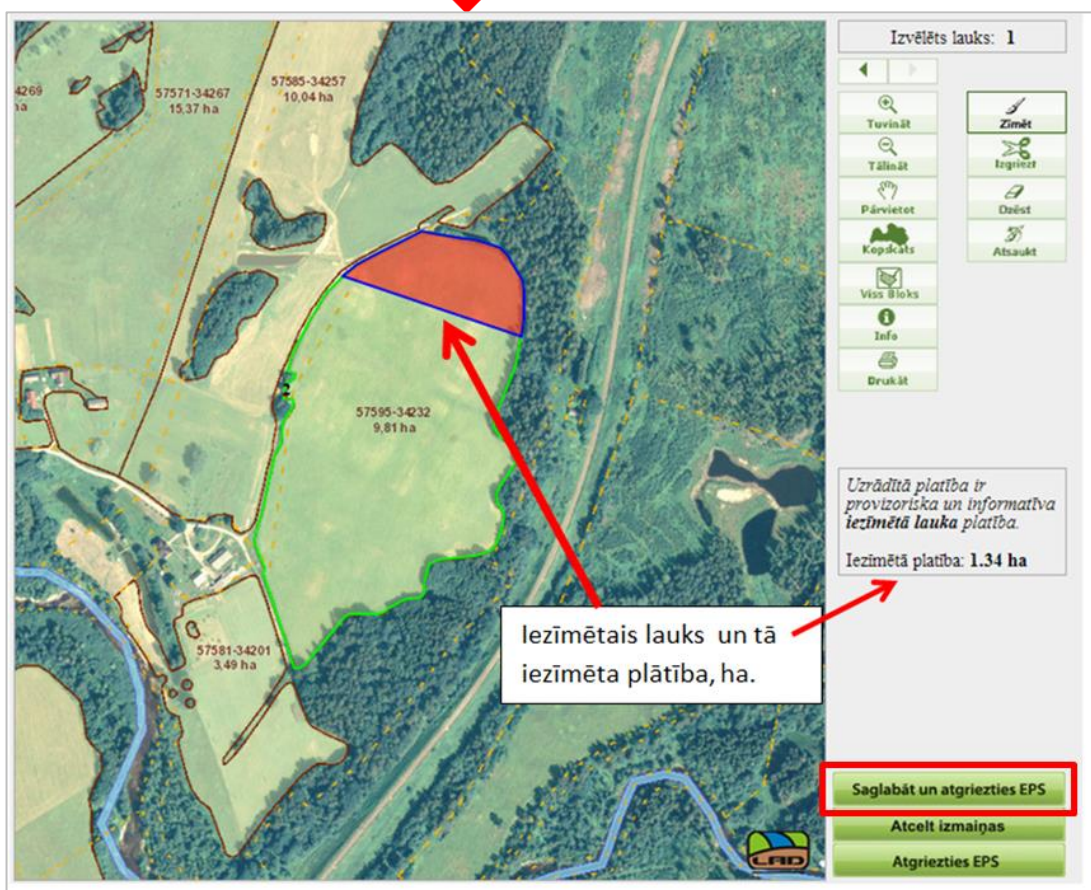 Izvēlēts lauks: 1
57571-34267
15,37 ha
57585-34257
10,04 ha
Tuvināt
Zīmēt
Tālināt
Izgriezt
Pārvietot
Dzēst
Kopskats
Atsaukt
Viss Bloks
Info
Drukāt
2
57595-34232
9,81 ha
Uzrādītā platība ir
provizoriska un informatīva
iezīmētā lauka platība.
Iezīmētā platība: 1.34 ha
Iezīmētais lauks un tā
iezīmēta plātība, ha.
57581-34201
3,49 ha
Saglabāt un atgriezties EPS
Atcelt izmaiņas
Atgriezties EPS
LAD